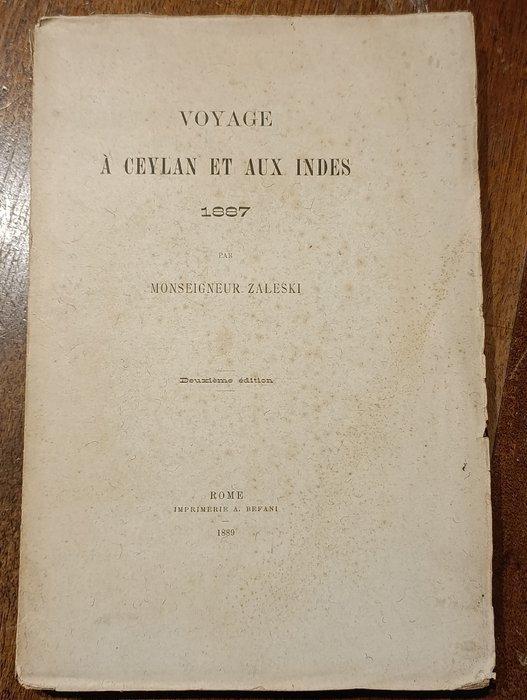 VOYAGE
À CEYLAN ET AUX INDES
1887
PAR
MONSEIGNEUR ZALESKI
Deuxième édition
ROME
IMPRIMERIE A. BEFANI
—
1889